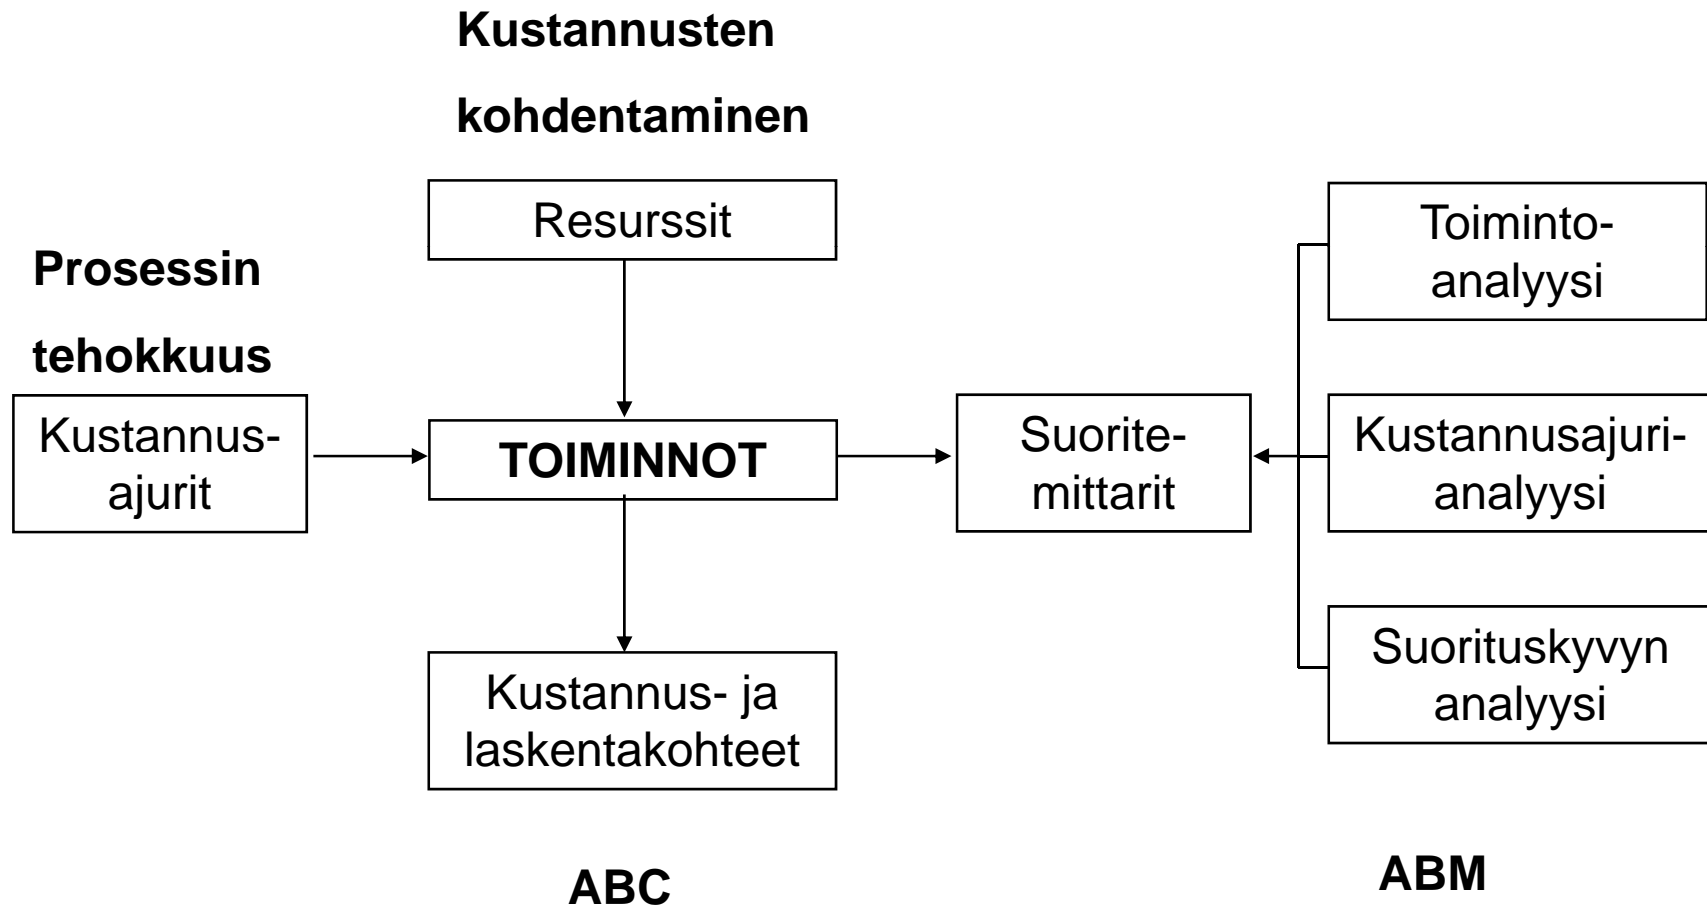 Kustannusten
kohdentaminen
Resurssit
Prosessin
tehokkuus
Kustannus-
ajurit
TOIMINNOT
Suorite-
mittarit
Toiminto-
analyysi
Kustannusajuri-
analyysi
Suorituskyvyn
analyysi
Kustannus- ja
laskentakohteet
ABC
ABM